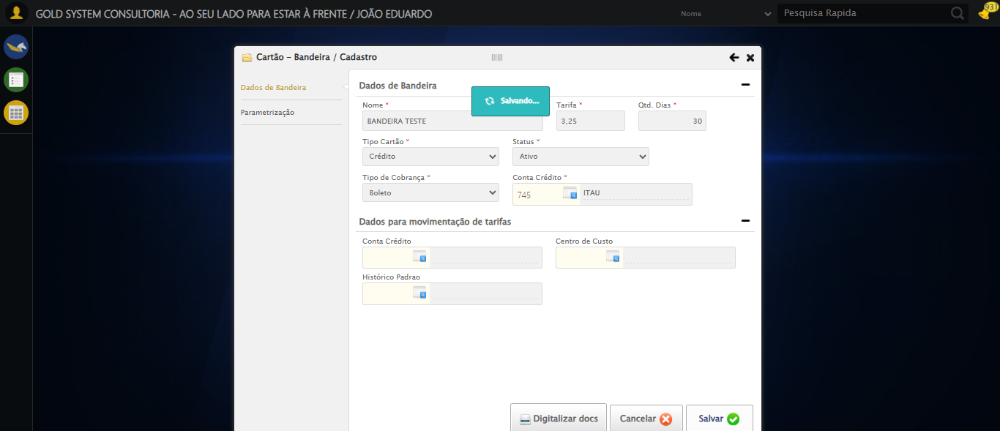 GOLD SYSTEM CONSULTORIA - AO SEU LADO PARA ESTAR À FRENTE / JOÃO EDUARDO
Nome
Pesquisa Rapida
931
Cartão - Bandeira / Cadastro
Dados de Bandeira
Parametrização
Dados de Bandeira
Salvando...
Nome *
Tarifa *
Qtd. Dias *
BANDEIRA TESTE
3,25
30
Tipo Cartão *
Status *
Crédito
Ativo
Tipo de Cobrança *
Conta Crédito *
Boleto
745
ITAU
Dados para movimentação de tarifas
Conta Crédito
Centro de Custo
Histórico Padrao
Digitalizar docs
Cancelar
Salvar